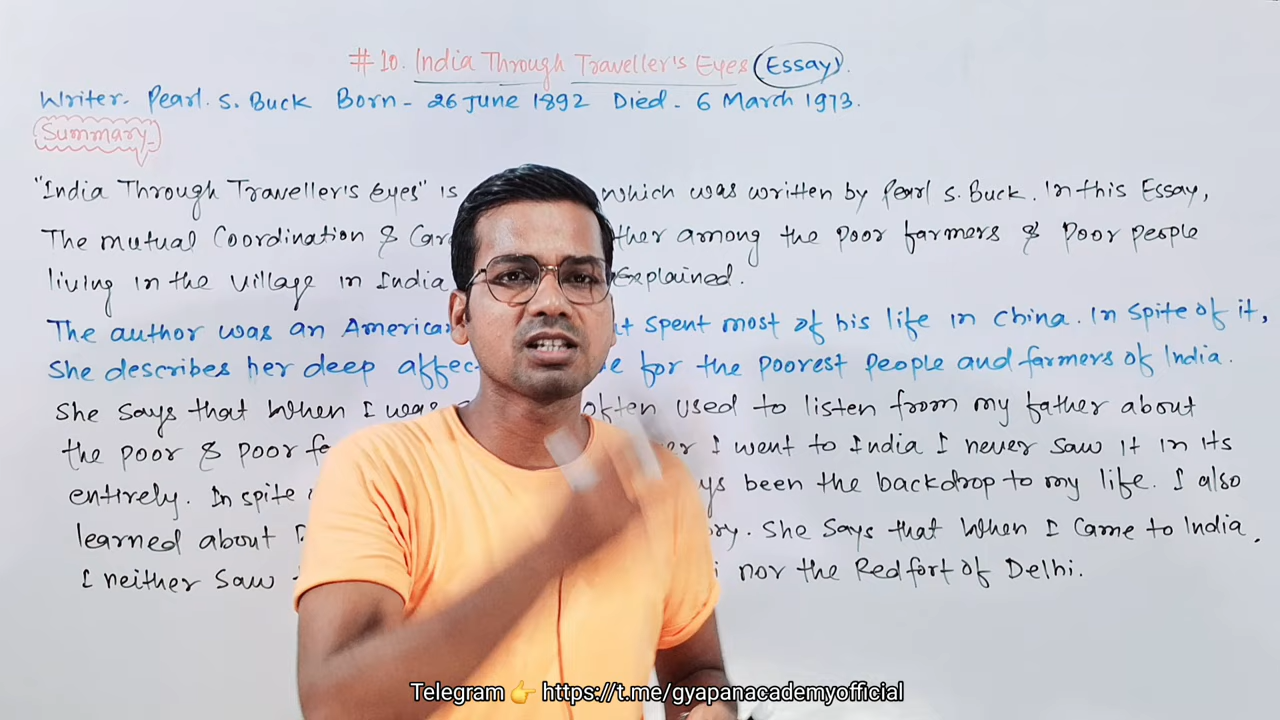 # 10. India Through Traveller's Eyes (Essay).
Writer- Pearl. S. Buck Born - 26 June 1892 Died - 6 March 1973.
Summary-
"India Through Traveller's Eyes" is which was written by Pearl S. Buck. In this Essay,
The mutual Coordination & among the poor farmers & Poor people
living in the village in India Explained.
The author was an spent most of his life in China. In spite of it,
She describes her deep for the poorest people and farmers of India.
She says that when I was often used to listen from my father about
the poor & poor I went to India I never saw it in its
entirely. In spite been the backdrop to my life. I also
learned about She says that when I came to India,
I neither saw nor the Redfort of Delhi.
Telegram 👉 https://t.me/gyapanacademyofficial